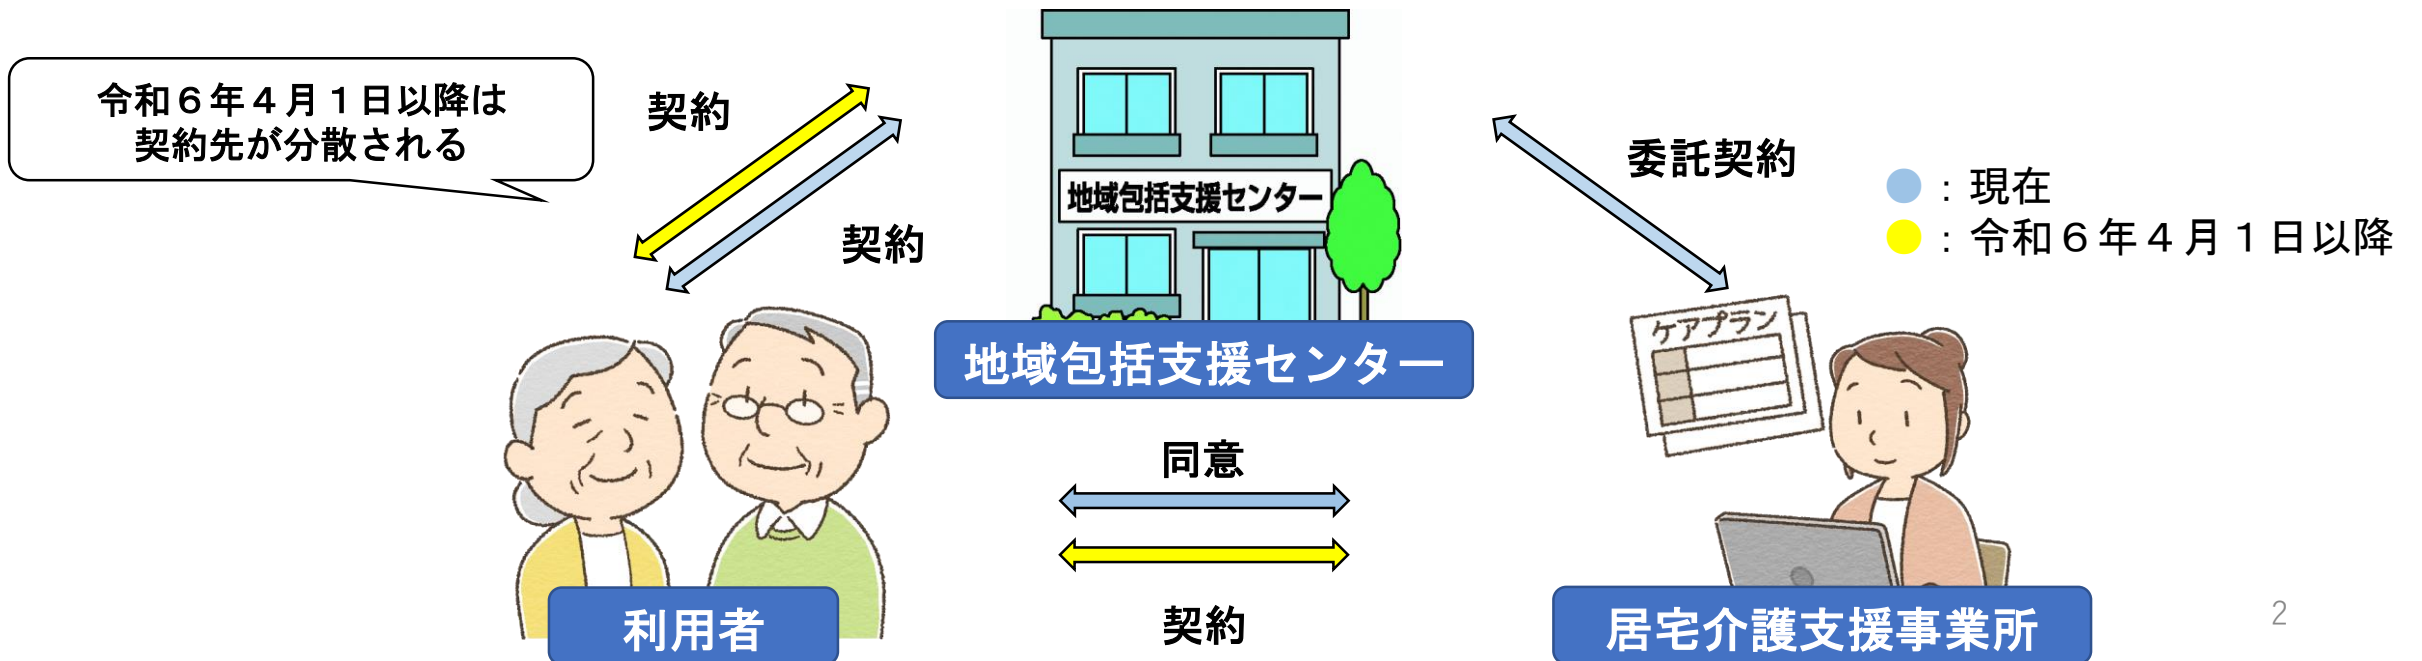 令和６年４月１日以降は
契約先が分散される
契約
契約
地域包括支援センター
委託契約
：現在
：令和６年４月１日以降
地域包括支援センター
ケアプラン
同意
契約
利用者
居宅介護支援事業所
2